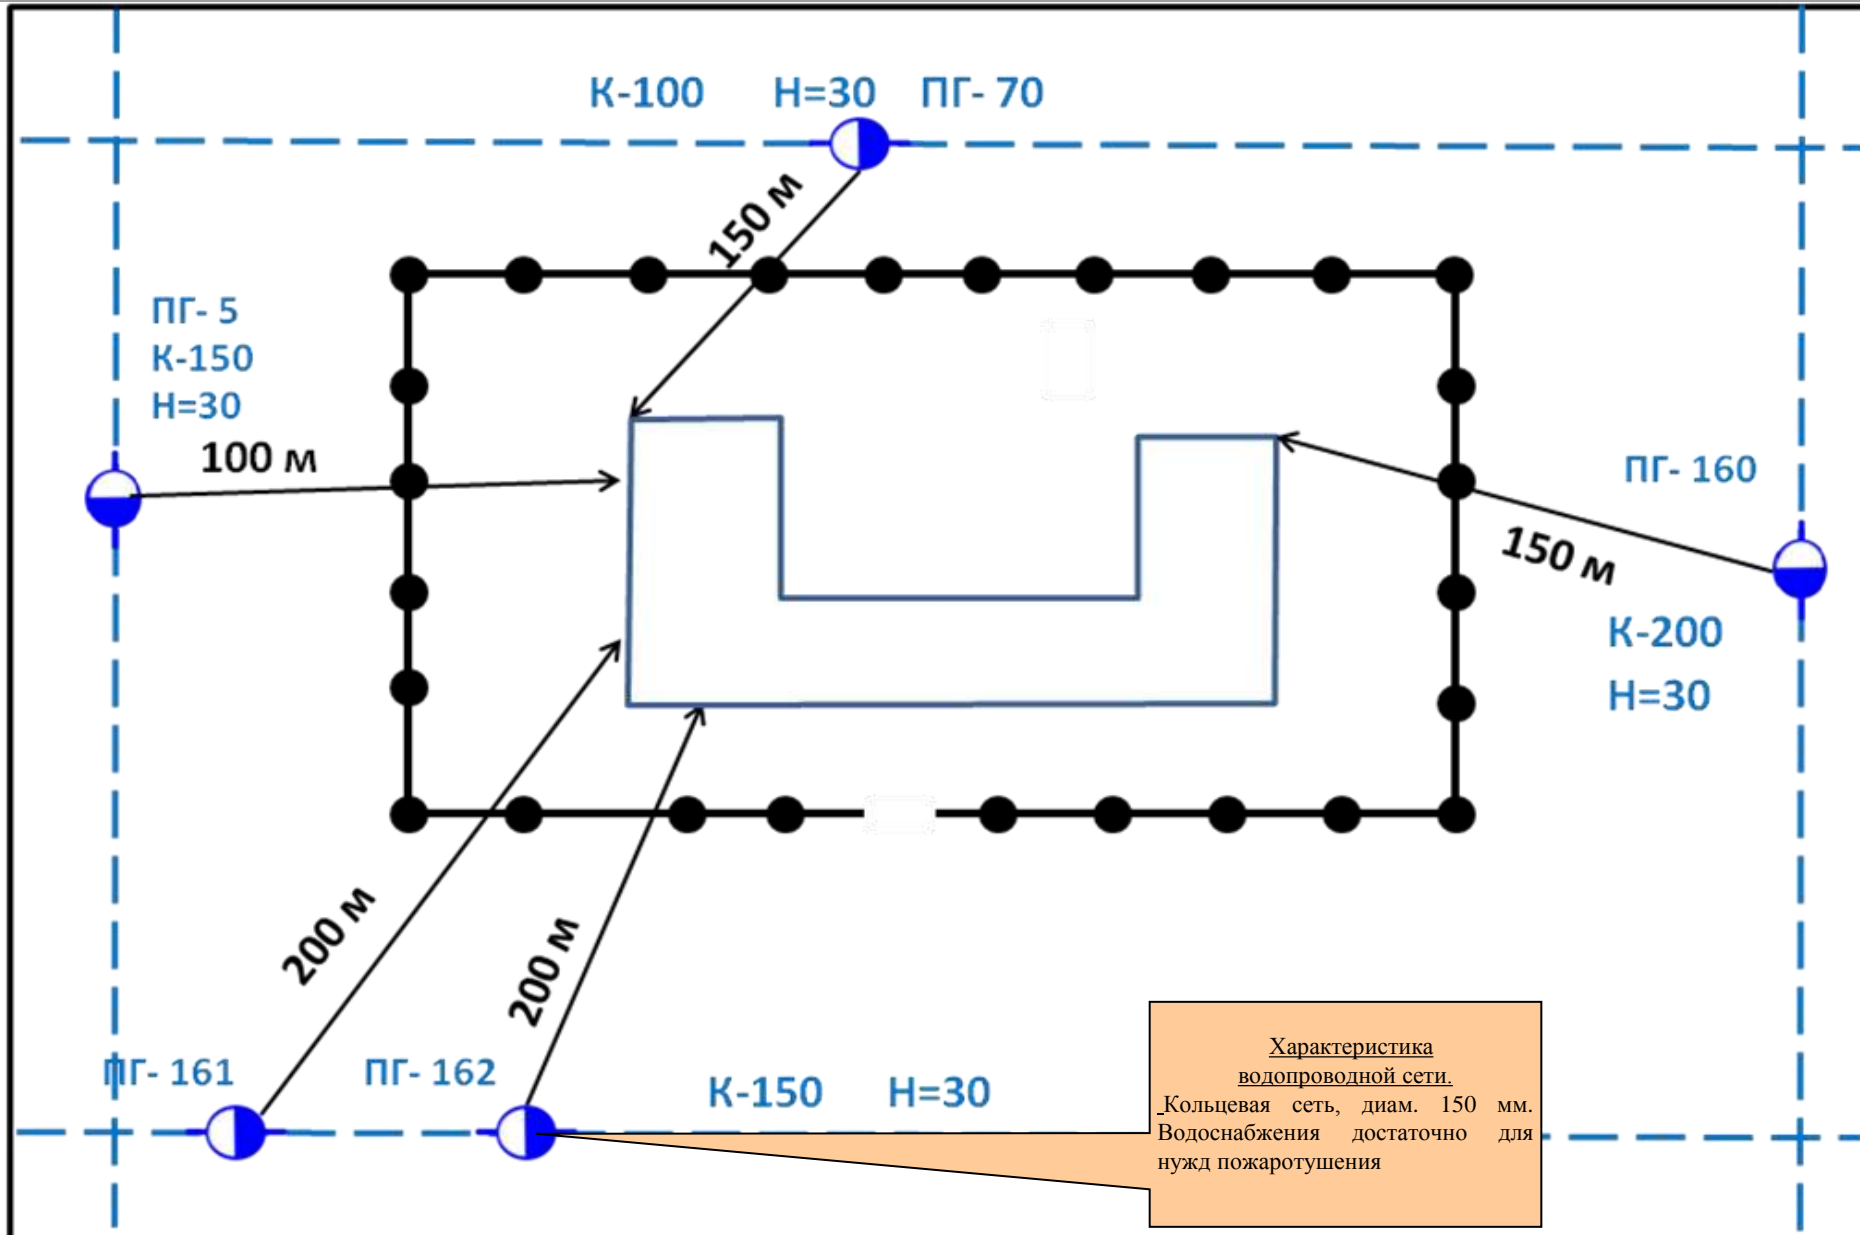 К-100 Н=30 ПГ- 70
150 м
ПГ- 5
К-150
Н=30
100 м
ПГ- 160
150 м
К-200
Н=30
200 м
200 м
ПГ- 161 ПГ- 162 К-150 Н=30
Характеристика
водопроводной сети.
Кольцевая сеть, диам. 150 мм.
Водоснабжения достаточно для
нужд пожаротушения